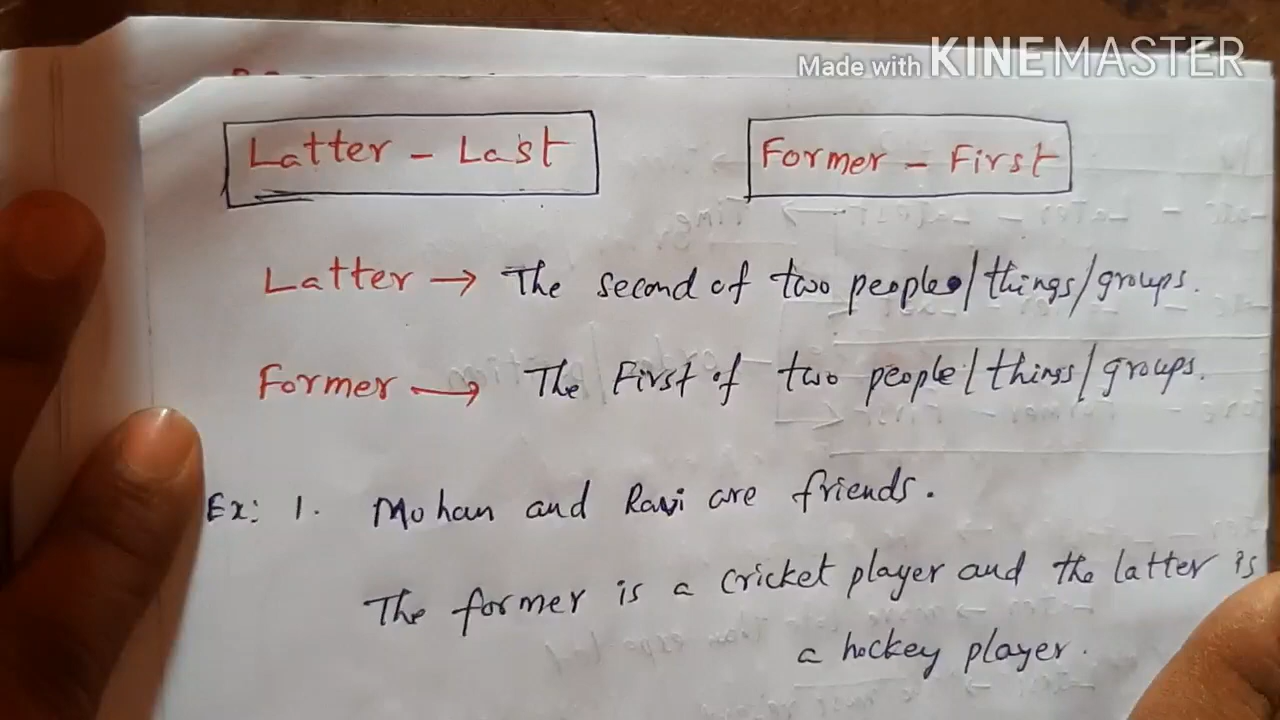 Made with KINEMASTER
Latter - Last
Former - First
Latter → The second of two people/things/groups.
Former → The First of two people/things/groups.
Ex: 1. Mohan and Ravi are friends.
The former is a cricket player and the latter is
a hockey player.